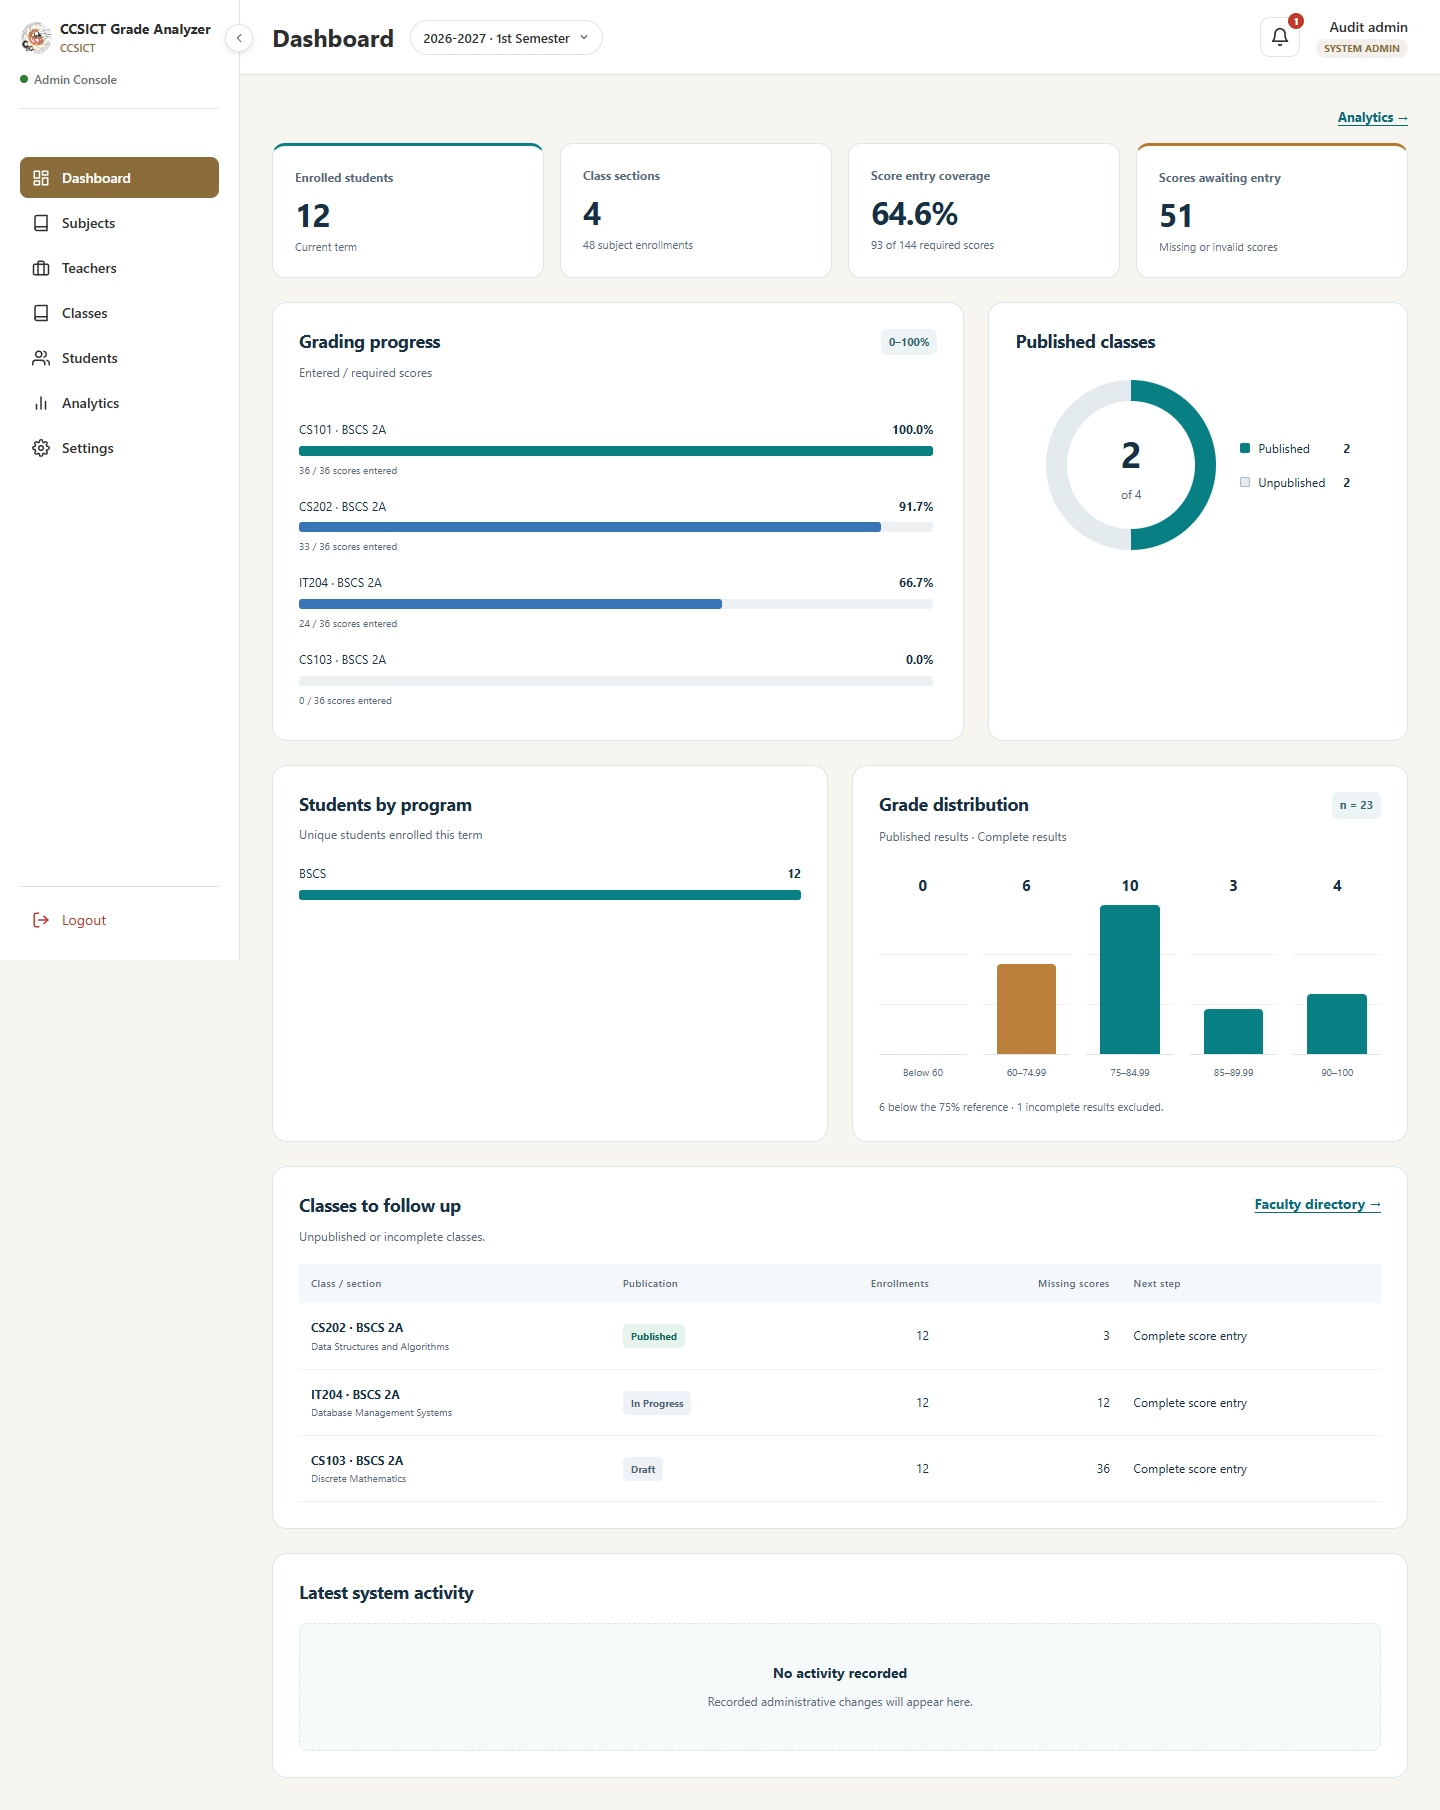 CCSICT Grade Analyzer
CCSICT
Admin Console
Dashboard
Subjects
Teachers
Classes
Students
Analytics
Settings
Logout
Dashboard
2026-2027 · 1st Semester
1
Audit admin
SYSTEM ADMIN
Analytics →
Enrolled students
12
Current term
Class sections
4
48 subject enrollments
Score entry coverage
64.6%
93 of 144 required scores
Scores awaiting entry
51
Missing or invalid scores
Grading progress
0–100%
Entered / required scores
CS101 · BSCS 2A 100.0%
36 / 36 scores entered
CS202 · BSCS 2A 91.7%
33 / 36 scores entered
IT204 · BSCS 2A 66.7%
24 / 36 scores entered
CS103 · BSCS 2A 0.0%
0 / 36 scores entered
Published classes
2
of 4
Published 2
Unpublished 2
Students by program
Unique students enrolled this term
BSCS 12
Grade distribution
n = 23
Published results · Complete results
0 6 10 3 4
Below 60 60–74.99 75–84.99 85–89.99 90–100
6 below the 75% reference · 1 incomplete results excluded.
Classes to follow up
Faculty directory →
Unpublished or incomplete classes.
Class / section Publication Enrollments Missing scores Next step
CS202 · BSCS 2A
Data Structures and Algorithms
Published 12 3 Complete score entry
IT204 · BSCS 2A
Database Management Systems
In Progress 12 12 Complete score entry
CS103 · BSCS 2A
Discrete Mathematics
Draft 12 36 Complete score entry
Latest system activity
No activity recorded
Recorded administrative changes will appear here.